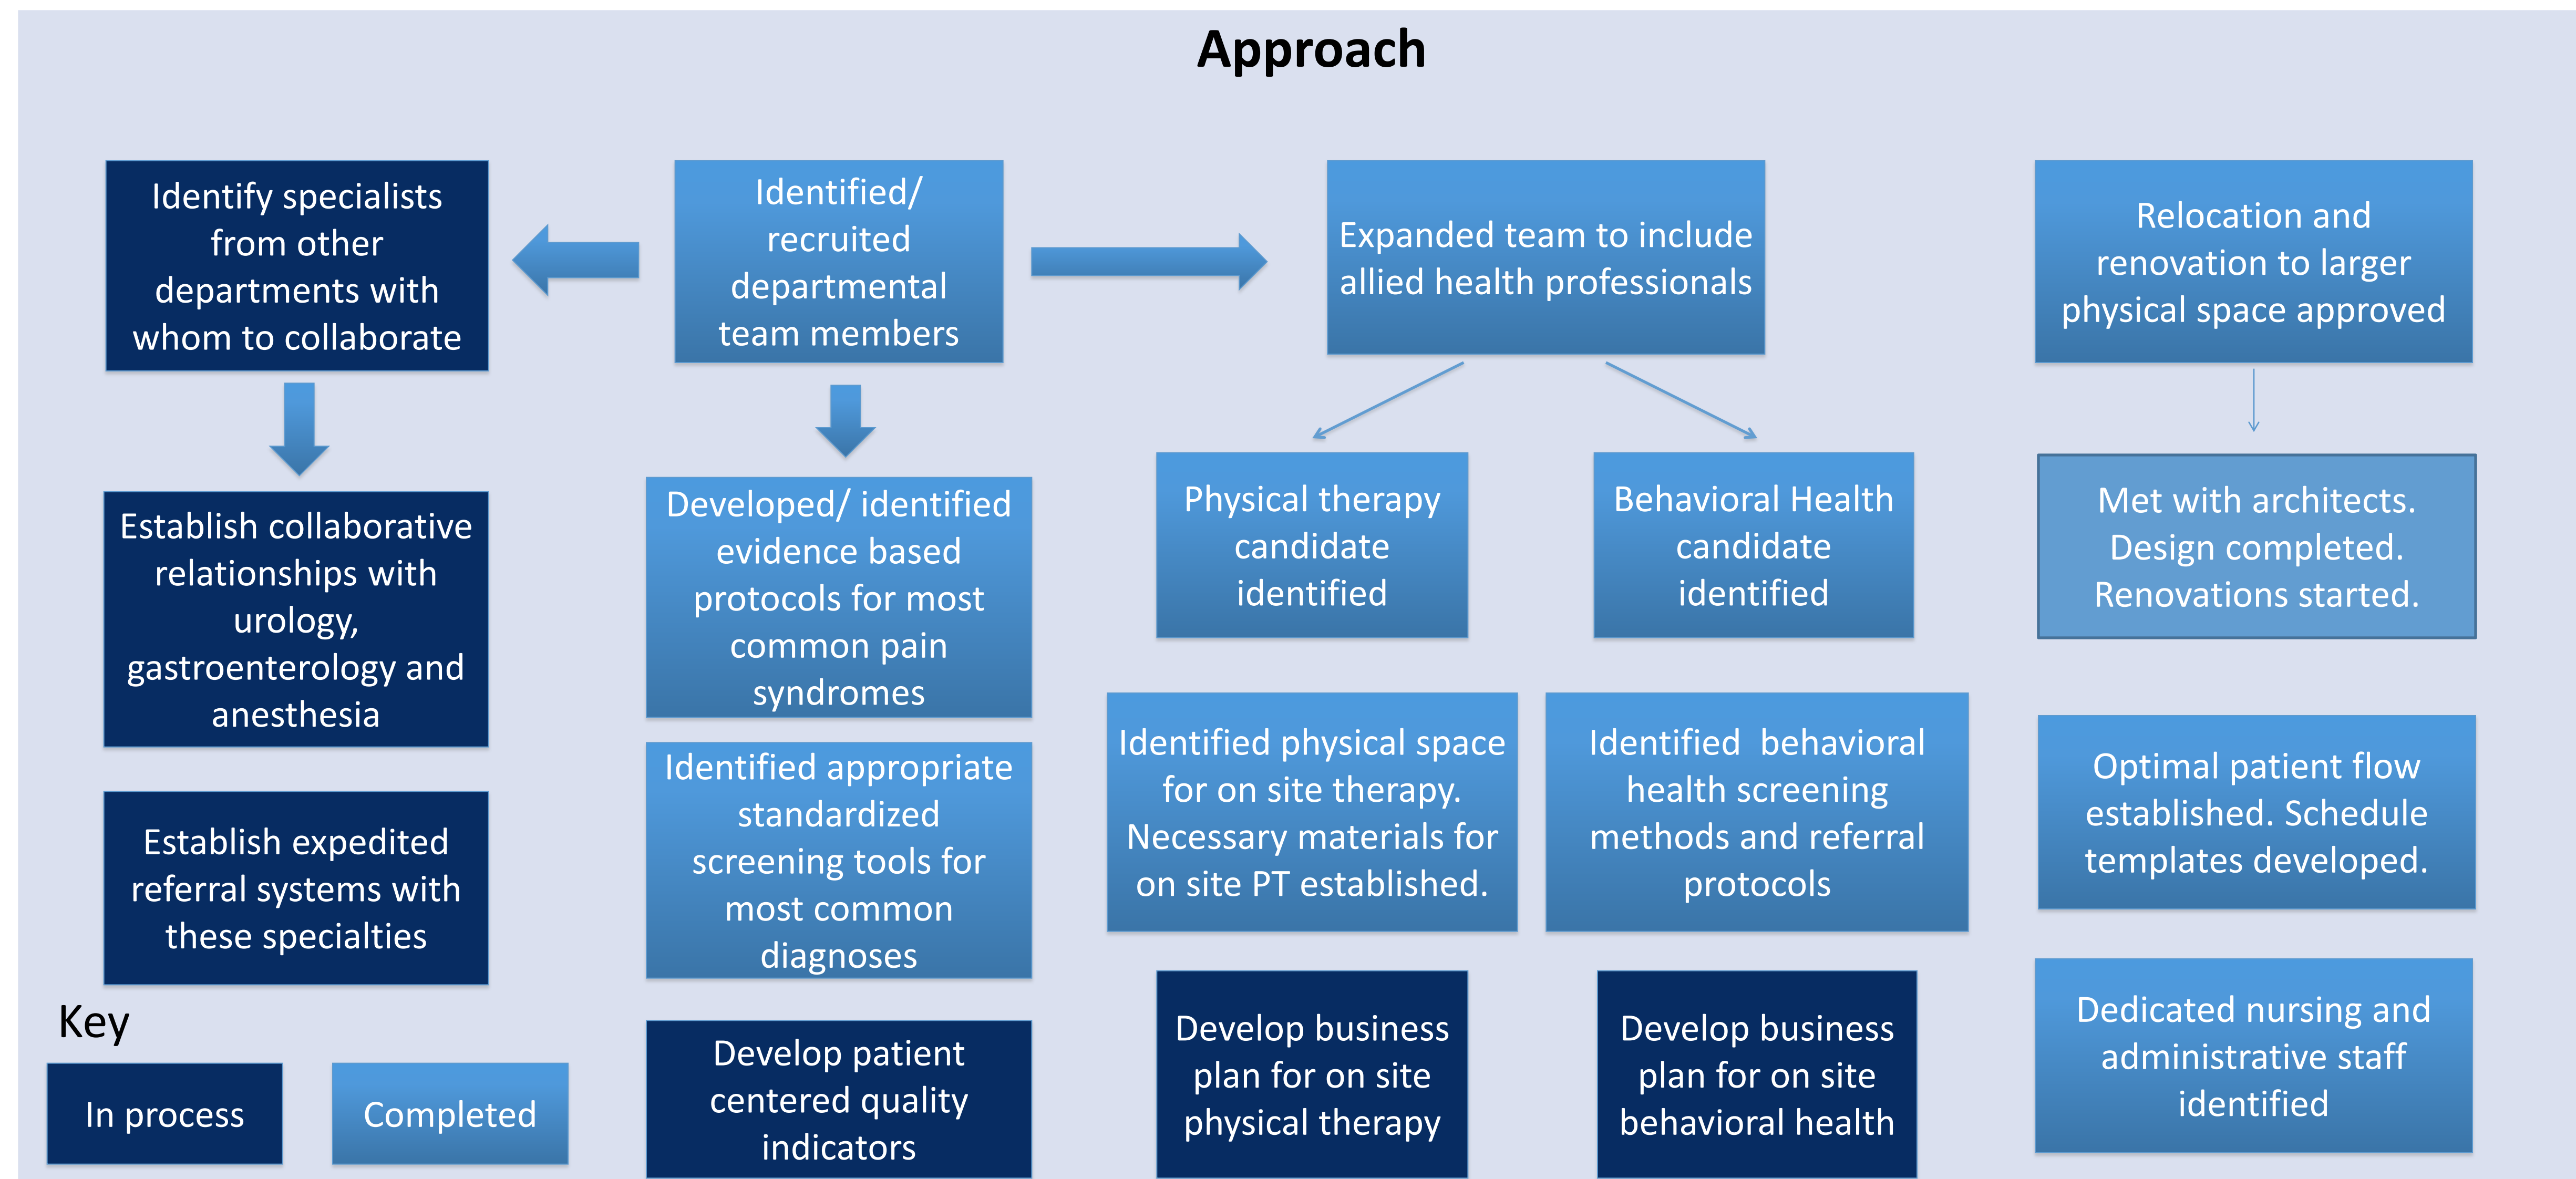 Approach
Identify specialists
from other
departments with
whom to collaborate
Identified/
recruited
departmental
team members
Expanded team to include
allied health professionals
Relocation and
renovation to larger
physical space approved
Establish collaborative
relationships with
urology,
gastroenterology and
anesthesia
Developed/ identified
evidence based
protocols for most
common pain
syndromes
Physical therapy
candidate
identified
Behavioral Health
candidate
identified
Met with architects.
Design completed.
Renovations started.
Establish expedited
referral systems with
these specialties
Identified appropriate
standardized
screening tools for
most common
diagnoses
Identified physical space
for on site therapy.
Necessary materials for
on site PT established.
Identified  behavioral
health screening
methods and referral
protocols
Optimal patient flow
established. Schedule
templates developed.
Develop patient
centered quality
indicators
Develop business
plan for on site
physical therapy
Develop business
plan for on site
behavioral health
Dedicated nursing and
administrative staff
identified
Key
In process
Completed